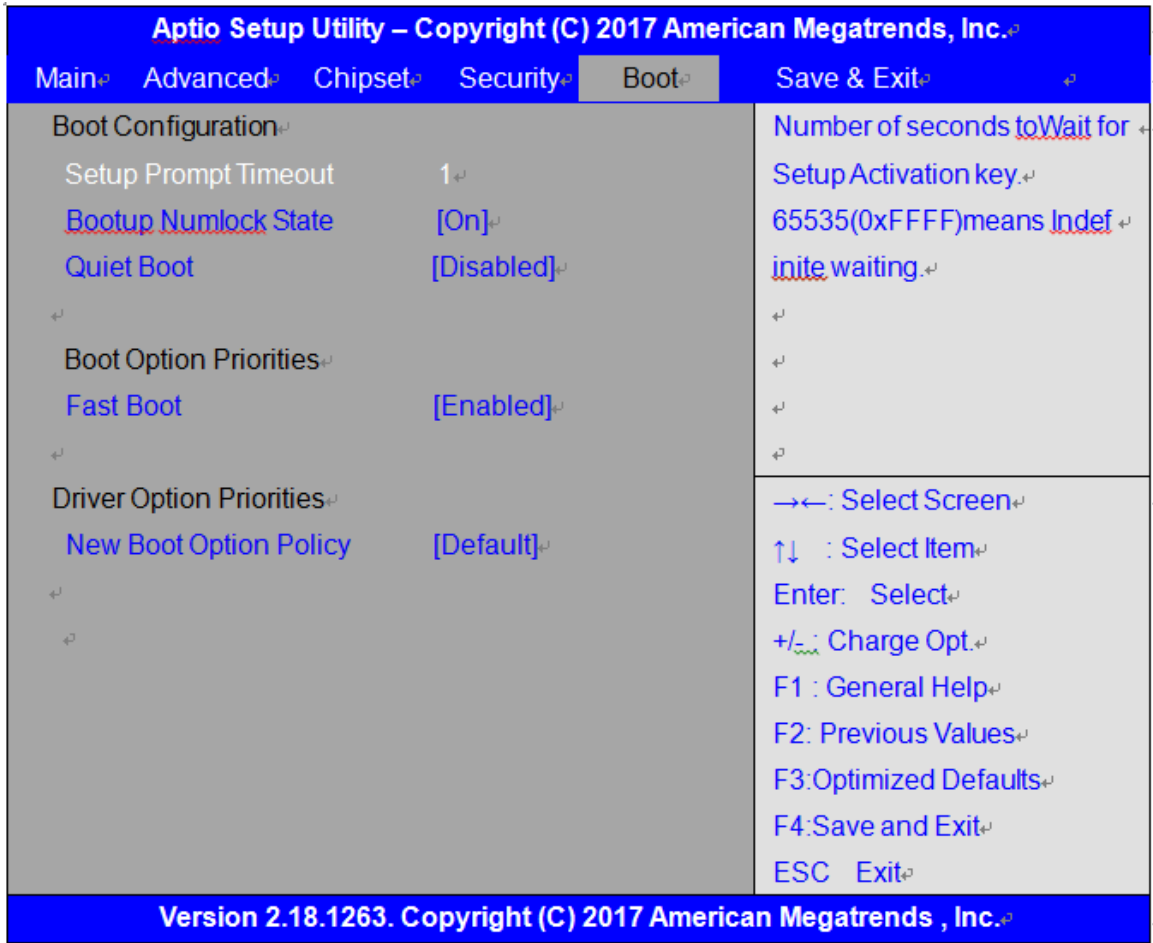 Aptio Setup Utility – Copyright (C) 2017 American Megatrends, Inc.
Main Advanced Chipset Security Boot Save & Exit
Boot Configuration
Setup Prompt Timeout 1
Bootup Numlock State [On]
Quiet Boot [Disabled]
Boot Option Priorities
Fast Boot [Enabled]
Driver Option Priorities
New Boot Option Policy [Default]
Number of seconds toWait for
Setup Activation key.
65535(0xFFFF)means Indef
inite waiting.
→←: Select Screen
↑↓ : Select Item
Enter: Select
+/- : Charge Opt.
F1 : General Help
F2: Previous Values
F3:Optimized Defaults
F4:Save and Exit
ESC Exit
Version 2.18.1263. Copyright (C) 2017 American Megatrends , Inc.